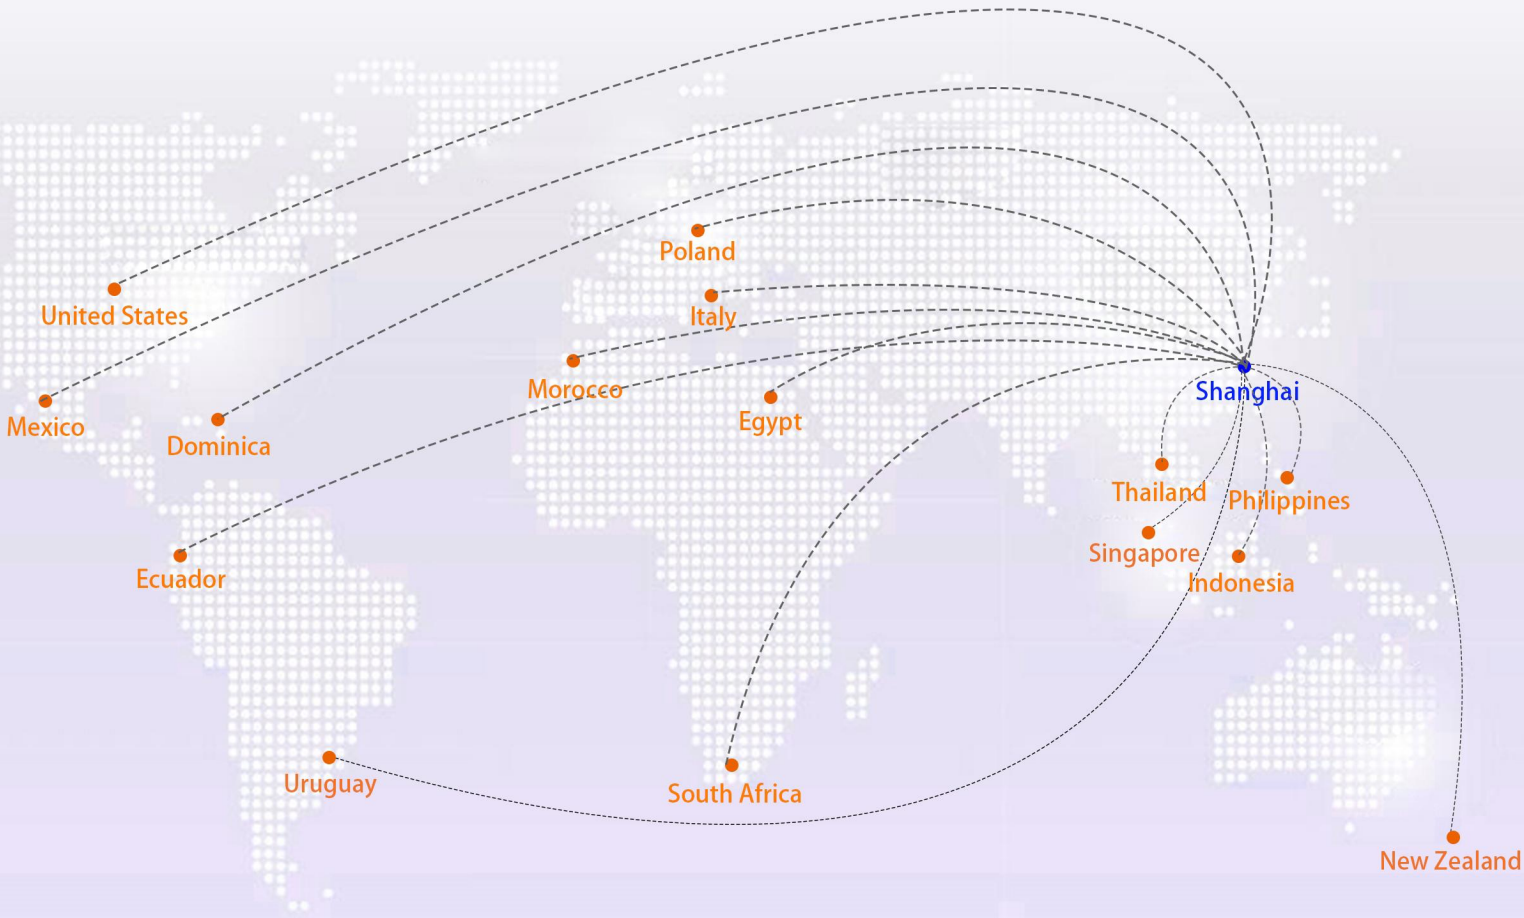 Poland
United States
Italy
Morocco
Shanghai
Mexico
Egypt
Dominica
Thailand
Philippines
Singapore
Ecuador
Indonesia
Uruguay
South Africa
New Zealand